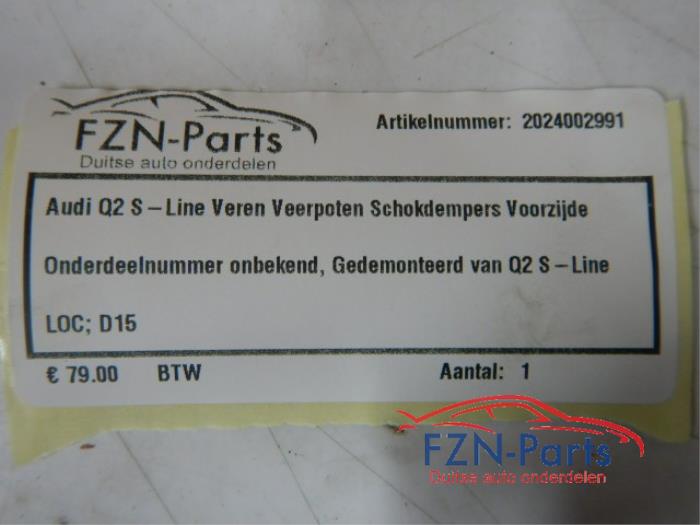 FZN-Parts
Duitse auto onderdelen
Artikelnummer: 2024002991
Audi Q2 S-Line Veren Veerpoten Schokdempers Voorzijde
Onderdeelnummer onbekend, Gedemonteerd van Q2 S-Line
LOC; D15
€ 79.00 BTW Aantal: 1
FZN-Parts
Duitse auto onderdelen